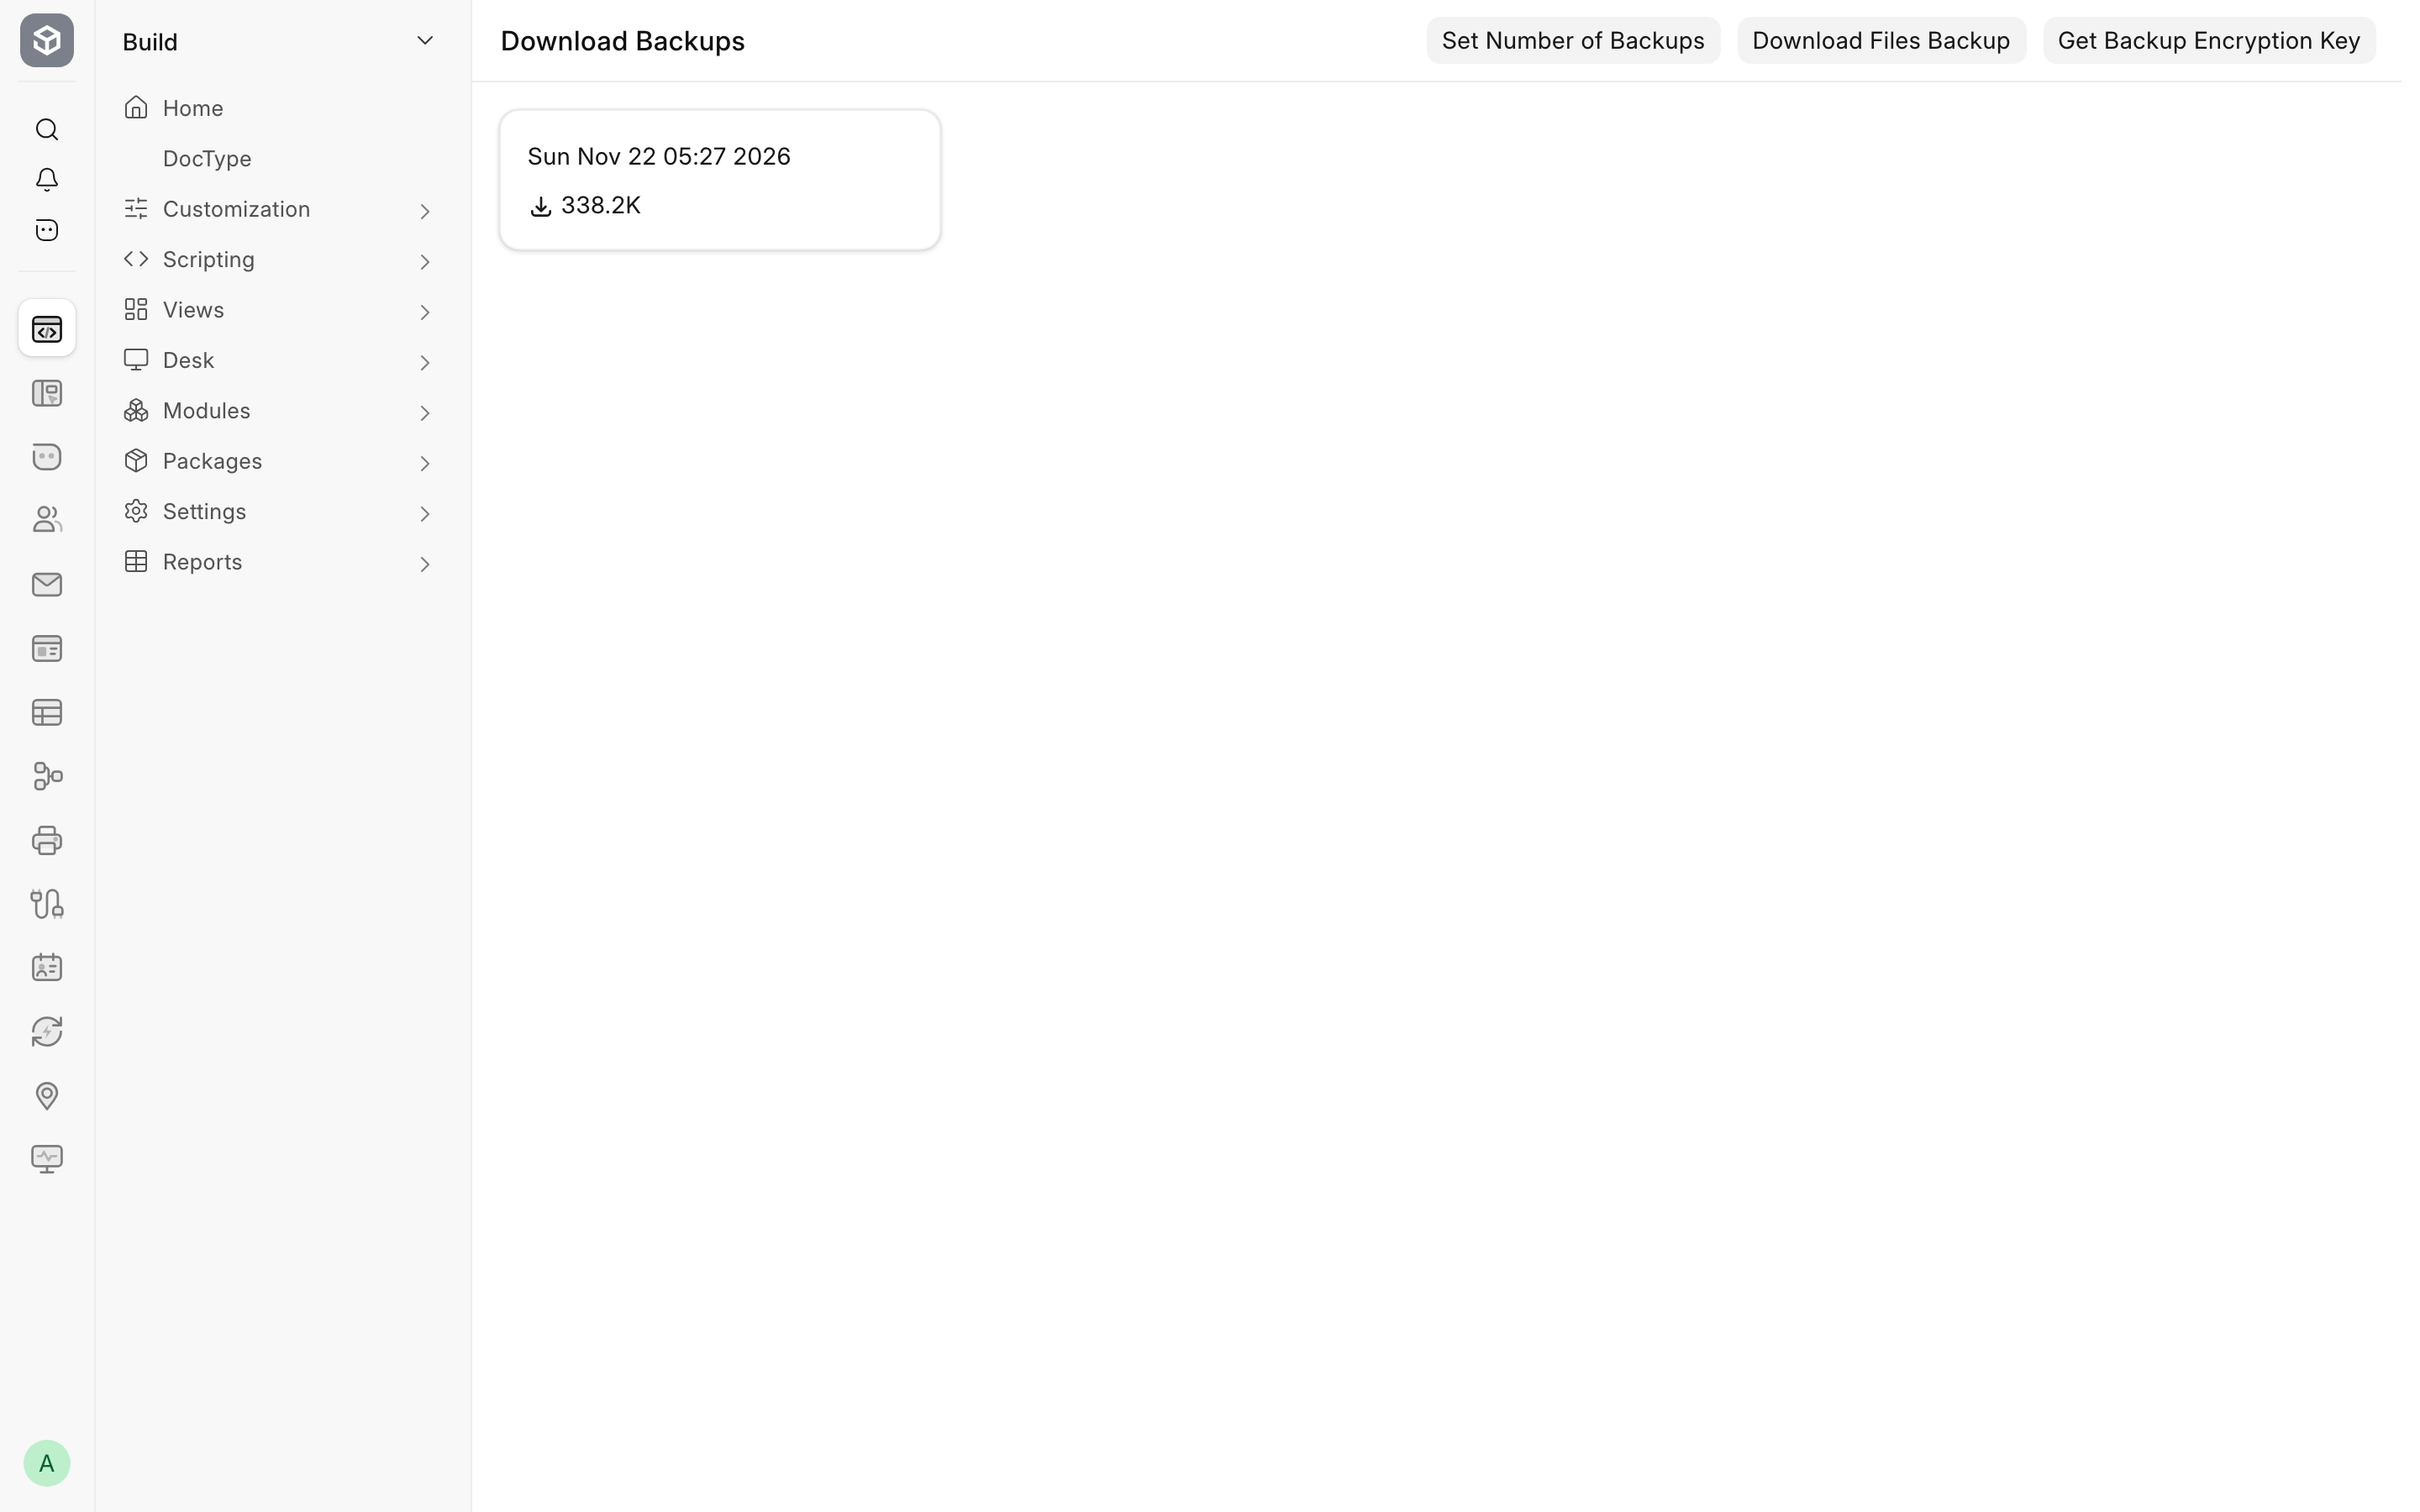 Build
Home
DocType
Customization
Scripting
Views
Desk
Modules
Packages
Settings
Reports
A
Download Backups
Set Number of Backups
Download Files Backup
Get Backup Encryption Key
Sun Nov 22 05:27 2026
338.2K